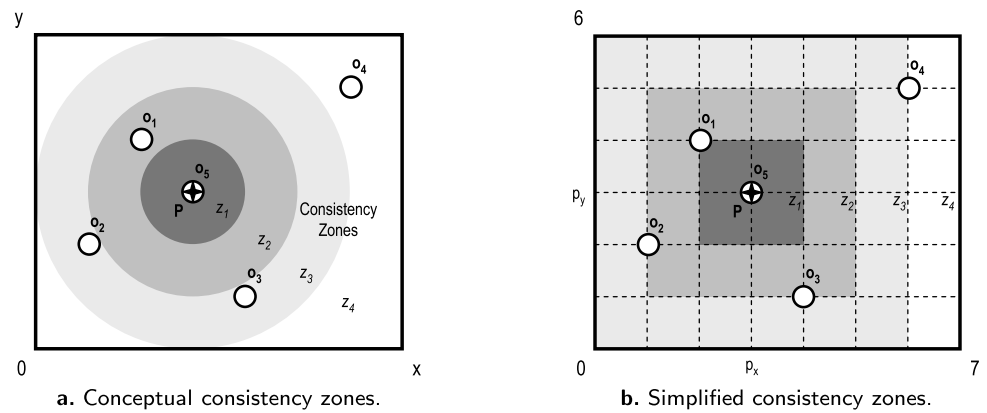 y
o4
o1
o5
P
z1
Consistency
Zones
o2
z2
o3
z3
z4
0
x
a. Conceptual consistency zones.
6
o4
o1
o5
py
P
z1
z2
z3
z4
o2
o3
0
px
7
b. Simplified consistency zones.